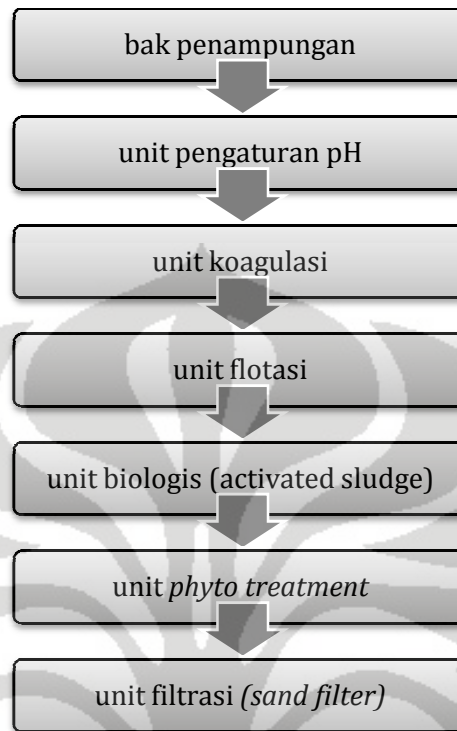 bak penampungan
unit pengaturan pH
unit koagulasi
unit flotasi
unit biologis (activated sludge)
unit phyto treatment
unit filtrasi (sand filter)